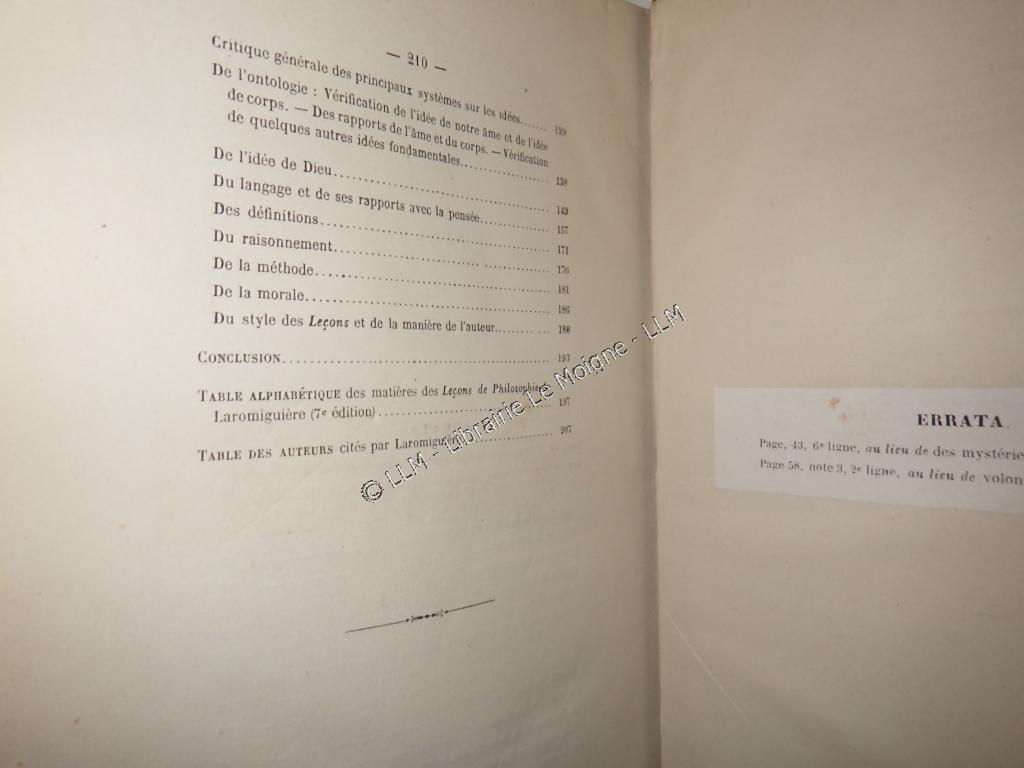 — 210 —
Critique générale des principaux systèmes sur les idées....... 129
De l'ontologie : Vérification de l'idée de notre âme et de l'idée
de corps. — Des rapports de l'âme et du corps. — Vérification
de quelques autres idées fondamentales.................. 138
De l'idée de Dieu............................................ 149
Du langage et de ses rapports avec la pensée.............. 157
Des définitions.............................................. 171
Du raisonnement............................................ 176
De la méthode.............................................. 181
De la morale................................................ 186
Du style des Leçons et de la manière de l'auteur.......... 188
CONCLUSION.................................................. 193
TABLE ALPHABÉTIQUE des matières des Leçons de Philosophie de
Laromiguière (7e édition)................................ 197
TABLE DES AUTEURS cités par Laromiguière................ 207
ERRATA.
Page, 43, 6e ligne, au lieu de des mystérie
Page 58, note 3, 2e ligne, au lieu de volon
© LLM - Librairie Le Moigne - LLM